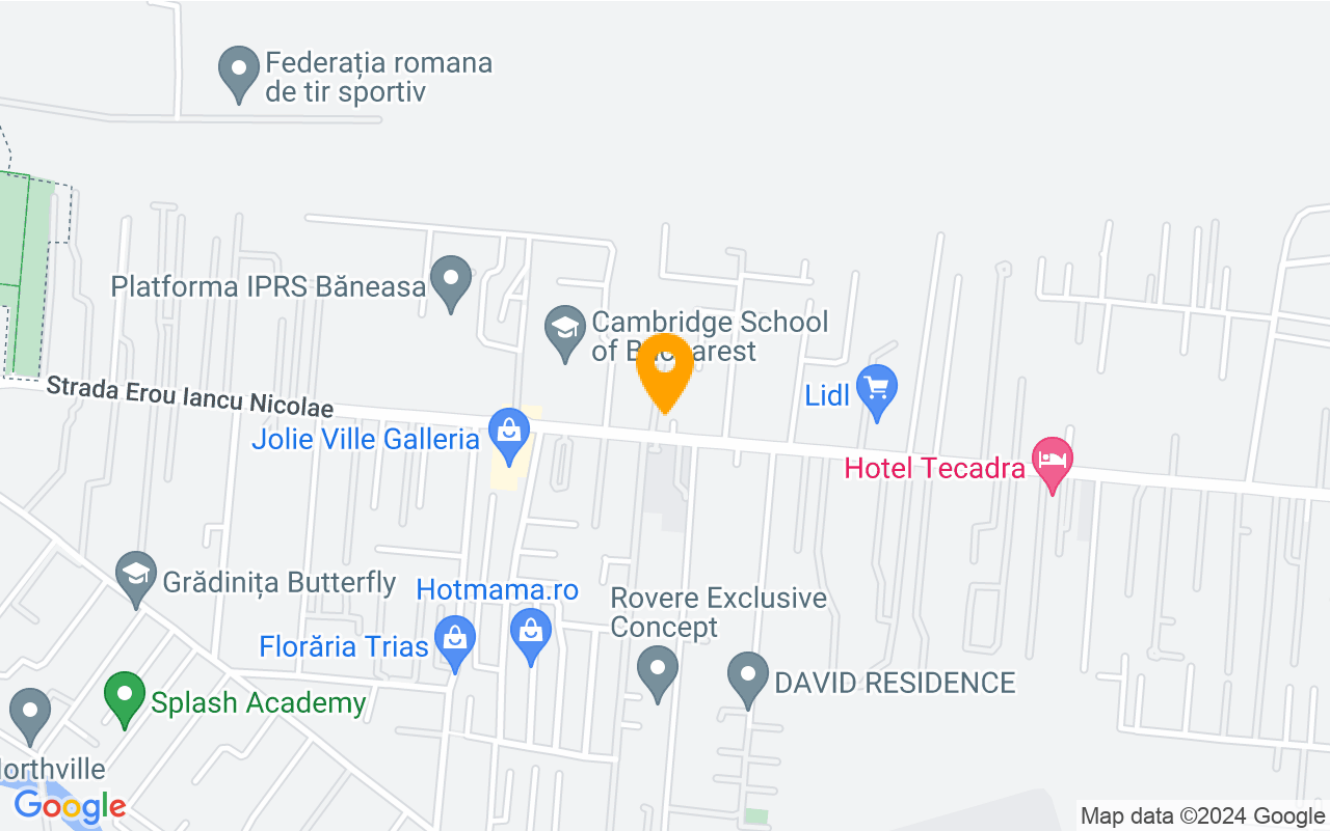 Federația romana
de tir sportiv
Platforma IPRS Băneasa
Cambridge School
of Bucharest
Strada Erou Iancu Nicolae
Lidl
Jolie Ville Galleria
Hotel Tecadra
Grădinița Butterfly
Hotmama.ro
Rovere Exclusive
Concept
Florăria Trias
DAVID RESIDENCE
Splash Academy
orthville
Google
Map data ©2024 Google